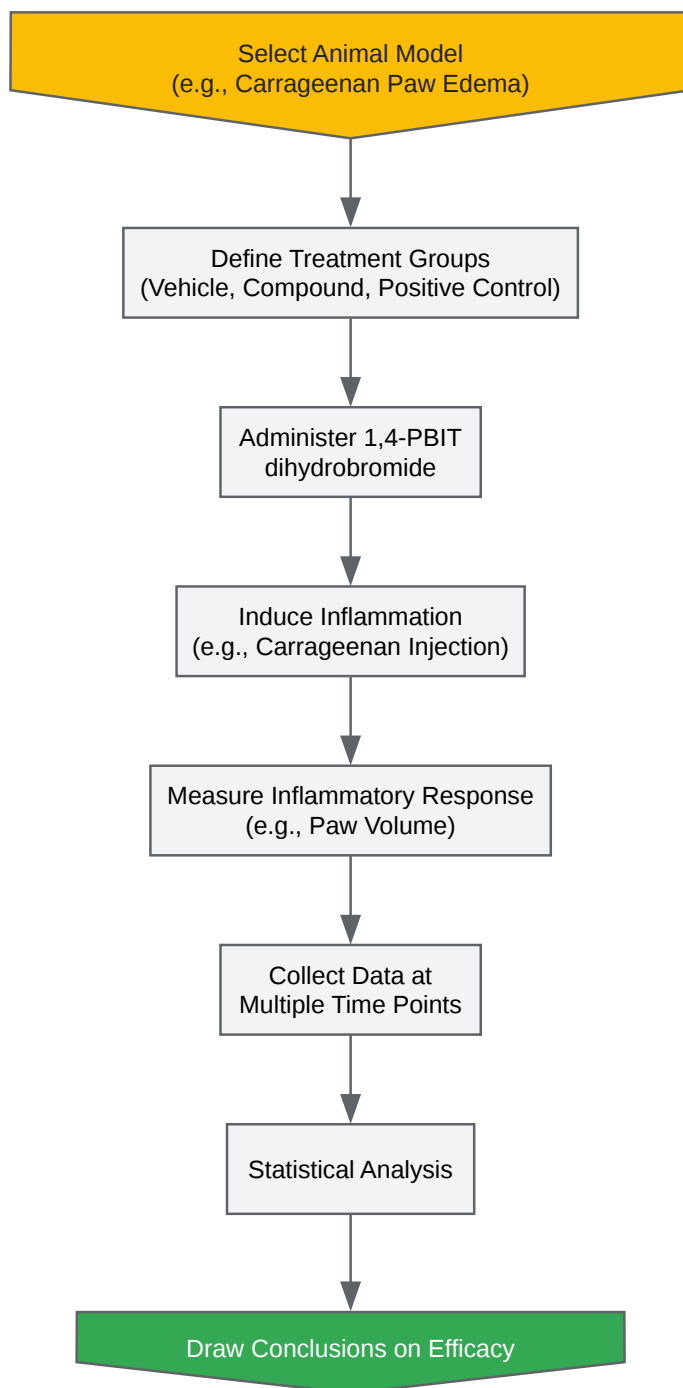 Select Animal Model
(e.g., Carrageenan Paw Edema)
Define Treatment Groups
(Vehicle, Compound, Positive Control)
Administer 1,4-PBIT
dihydrobromide
Induce Inflammation
(e.g., Carrageenan Injection)
Measure Inflammatory Response
(e.g., Paw Volume)
Collect Data at
Multiple Time Points
Statistical Analysis
Draw Conclusions on Efficacy